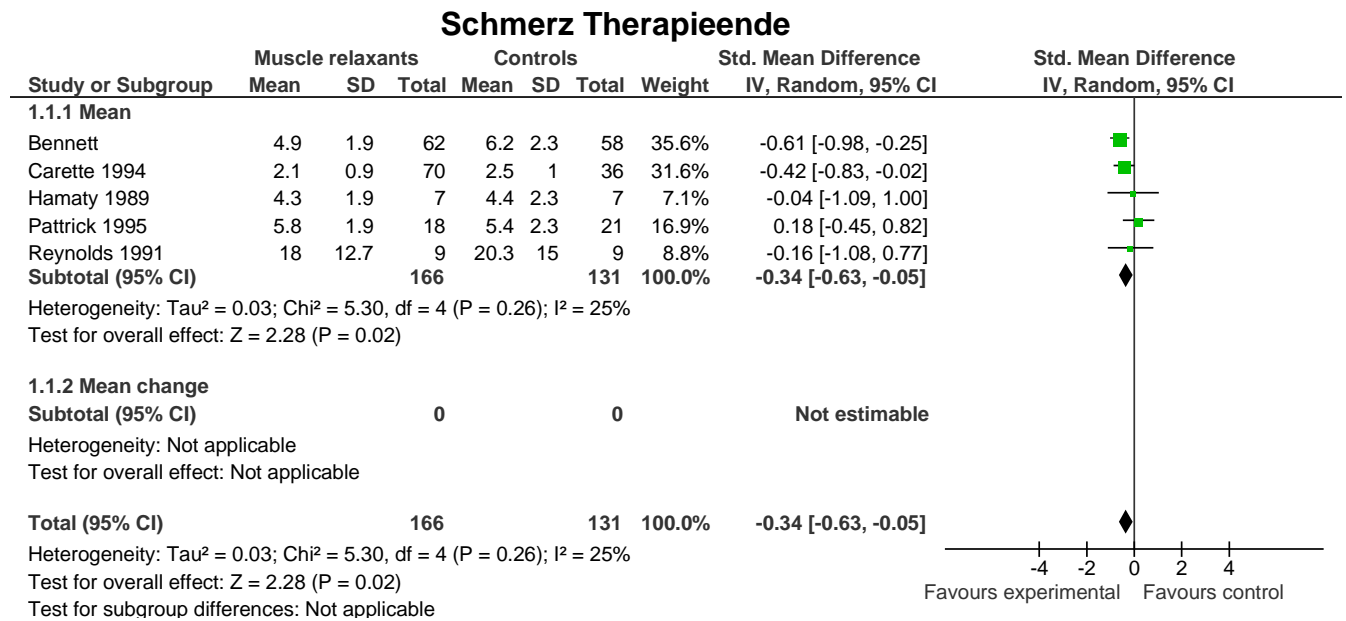 Schmerz Therapieende
Muscle relaxants Controls Std. Mean Difference Std. Mean Difference
Study or Subgroup Mean SD Total Mean SD Total Weight IV, Random, 95% CI IV, Random, 95% CI
1.1.1 Mean
Bennett 4.9 1.9 62 6.2 2.3 58 35.6% -0.61 [-0.98, -0.25]
Carette 1994 2.1 0.9 70 2.5 1 36 31.6% -0.42 [-0.83, -0.02]
Hamaty 1989 4.3 1.9 7 4.4 2.3 7 7.1% -0.04 [-1.09, 1.00]
Pattrick 1995 5.8 1.9 18 5.4 2.3 21 16.9% 0.18 [-0.45, 0.82]
Reynolds 1991 18 12.7 9 20.3 15 9 8.8% -0.16 [-1.08, 0.77]
Subtotal (95% CI) 166 131 100.0% -0.34 [-0.63, -0.05]
Heterogeneity: Tau² = 0.03; Chi² = 5.30, df = 4 (P = 0.26); I² = 25%
Test for overall effect: Z = 2.28 (P = 0.02)
1.1.2 Mean change
Subtotal (95% CI) 0 0 Not estimable
Heterogeneity: Not applicable
Test for overall effect: Not applicable
Total (95% CI) 166 131 100.0% -0.34 [-0.63, -0.05]
Heterogeneity: Tau² = 0.03; Chi² = 5.30, df = 4 (P = 0.26); I² = 25%
Test for overall effect: Z = 2.28 (P = 0.02)
Test for subgroup differences: Not applicable
-4 -2 0 2 4
Favours experimental Favours control